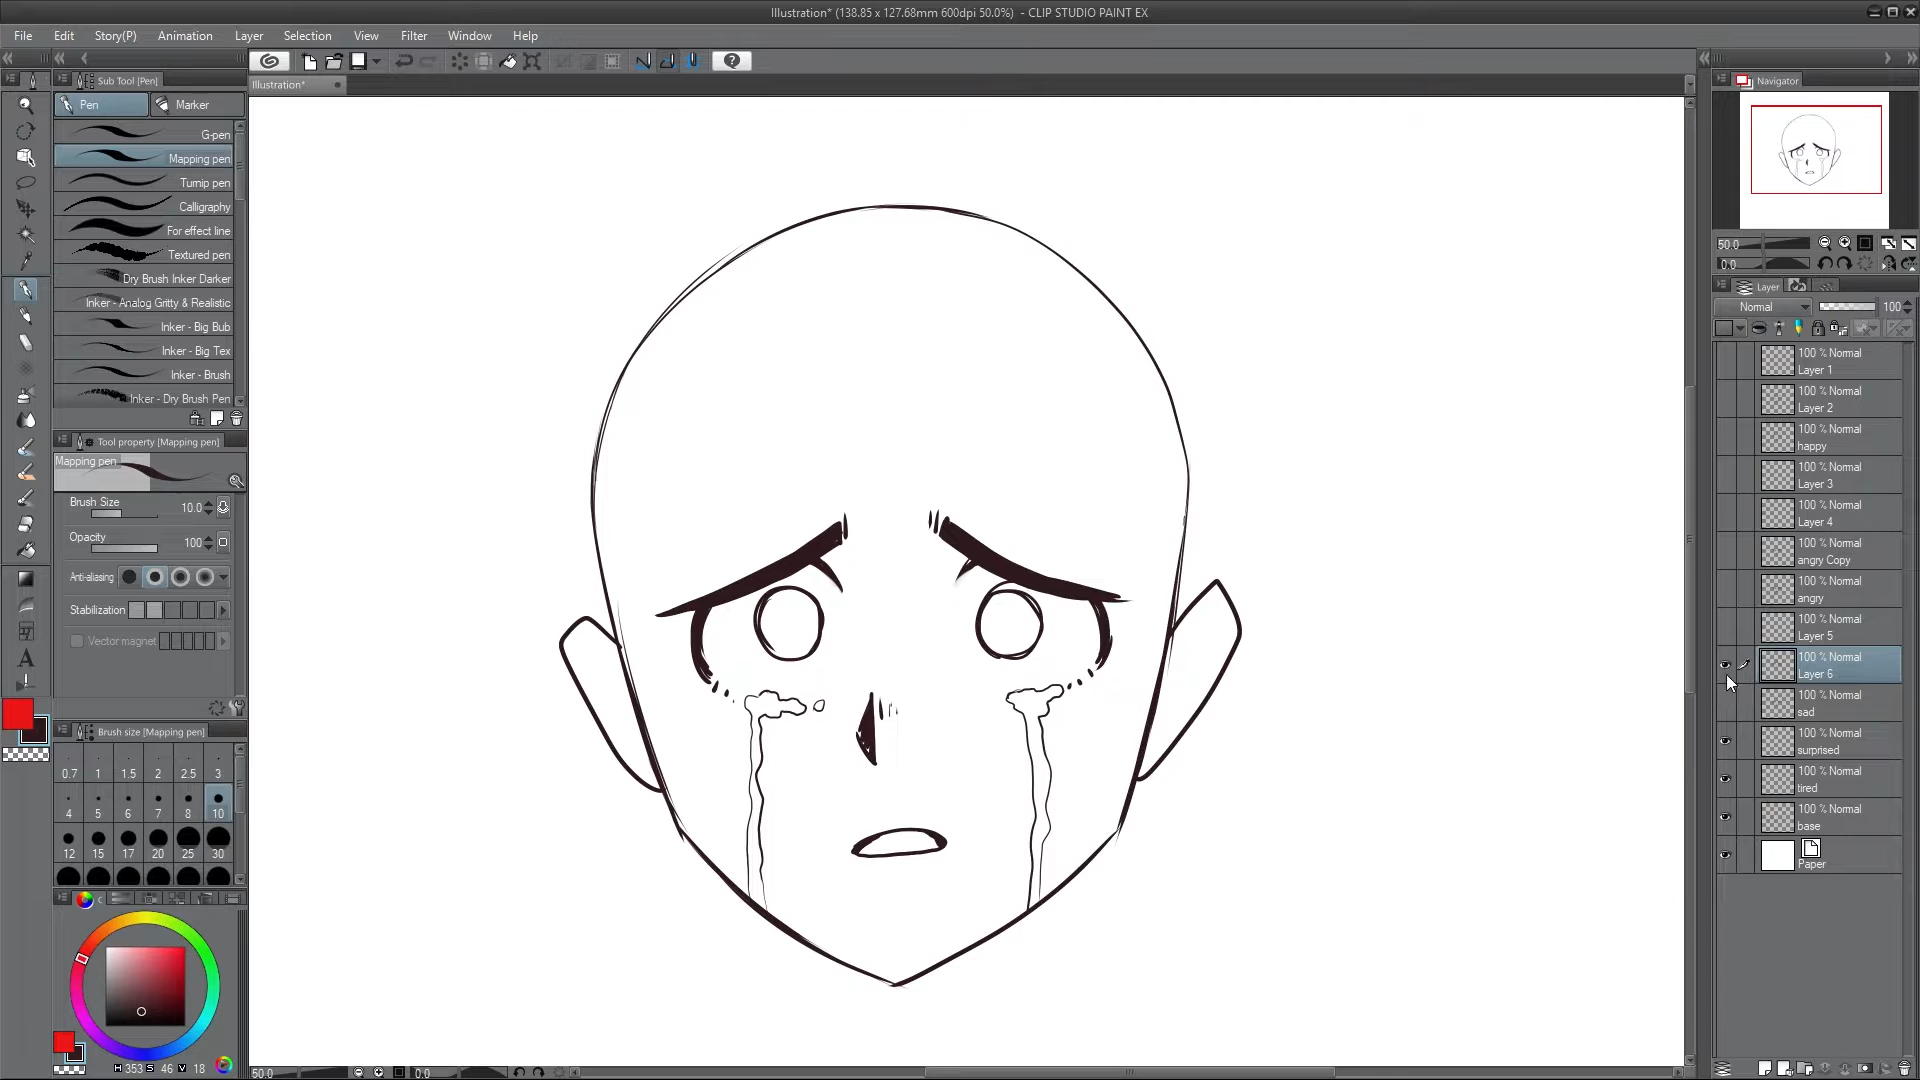 Illustration* (138.85 x 127.68mm 600dpi 50.0%) - CLIP STUDIO PAINT EX
File Edit Story(P) Animation Layer Selection View Filter Window Help
Sub Tool [Pen]
Illustration*
Pen Marker
G-pen
Mapping pen
Turnip pen
Calligraphy
For effect line
Textured pen
Dry Brush Inker Darker
Inker - Analog Gritty & Realistic
Inker - Big Bub
Inker - Big Tex
Inker - Brush
Inker - Dry Brush Pen
Tool property [Mapping pen]
Mapping pen
Brush Size 10.0
Opacity 100
Anti-aliasing
Stabilization
Vector magnet
Brush size [Mapping pen]
0.7 1 1.5 2 2.5 3
4 5 6 7 8 10
12 15 17 20 25 30
H 353 S 46 V 18
50.0 0.0
Navigator
50.0
0.0
Layer
Normal 100
100 % Normal
Layer 1
100 % Normal
Layer 2
100 % Normal
happy
100 % Normal
Layer 3
100 % Normal
Layer 4
100 % Normal
angry Copy
100 % Normal
angry
100 % Normal
Layer 5
100 % Normal
Layer 6
100 % Normal
sad
100 % Normal
surprised
100 % Normal
tired
100 % Normal
base
Paper